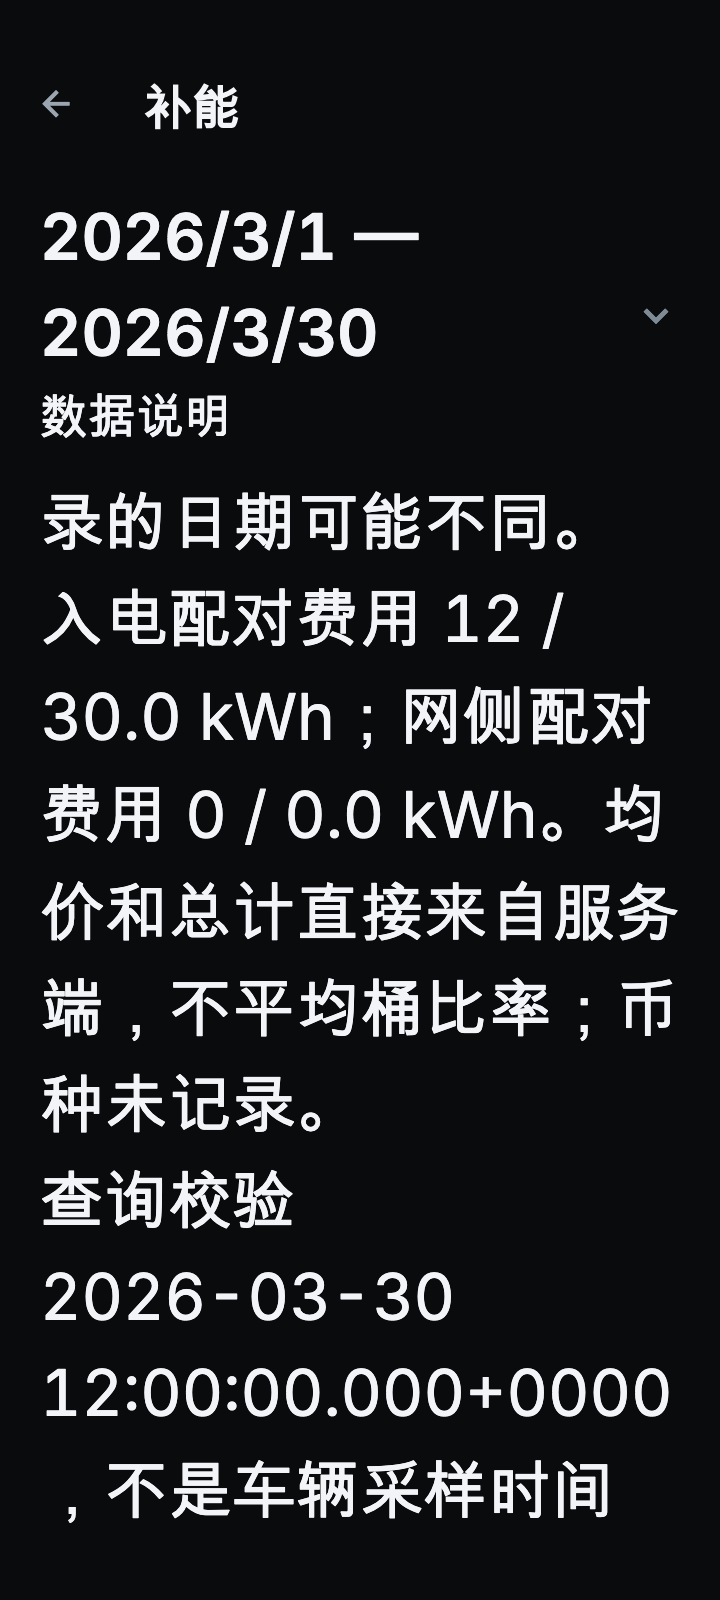 补能
2026/3/1 —
2026/3/30
数据说明
录的日期可能不同。
入电配对费用 12 /
30.0 kWh；网侧配对
费用 0 / 0.0 kWh。均
价和总计直接来自服务
端，不平均桶比率；币
种未记录。
查询校验
2026-03-30
12:00:00.000+0000
，不是车辆采样时间